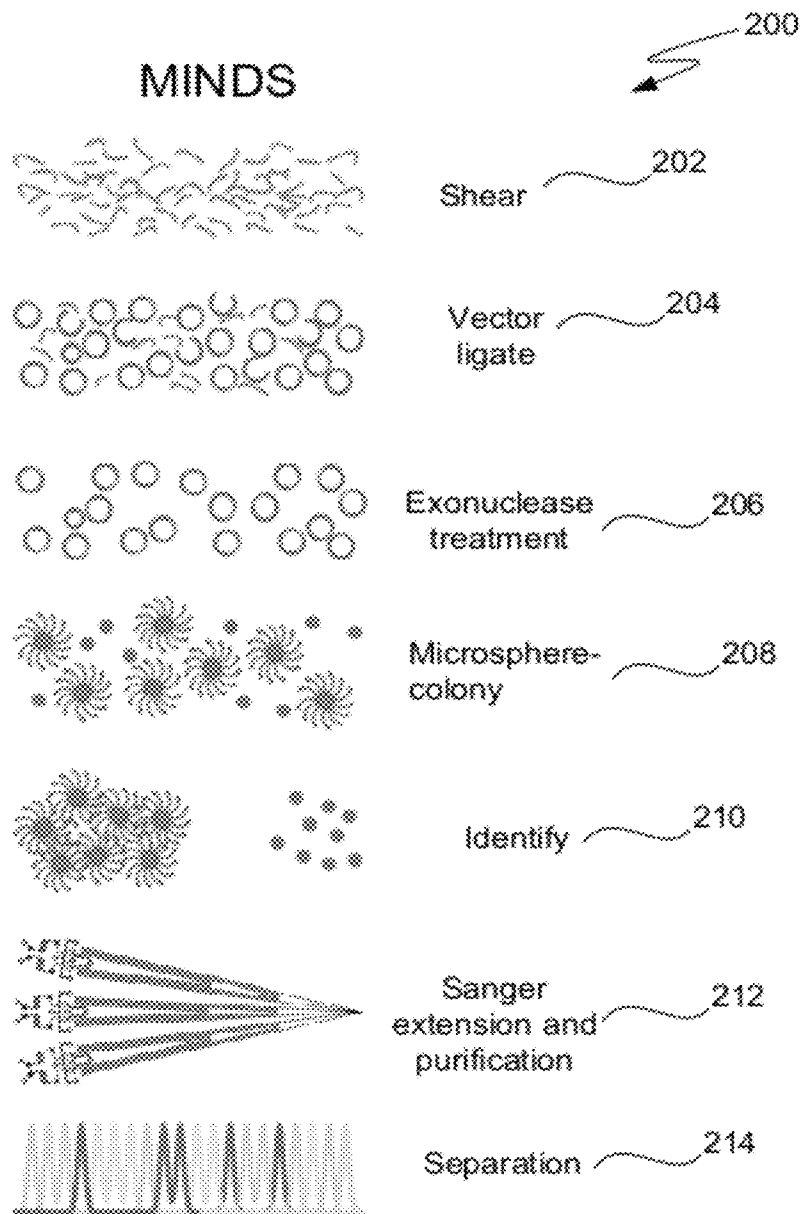 200
MINDS
Shear 202
Vector 204
ligate
Exonuclease 206
treatment
Microsphere- 208
colony
Identify 210
Sanger 212
extension and
purification
Separation 214